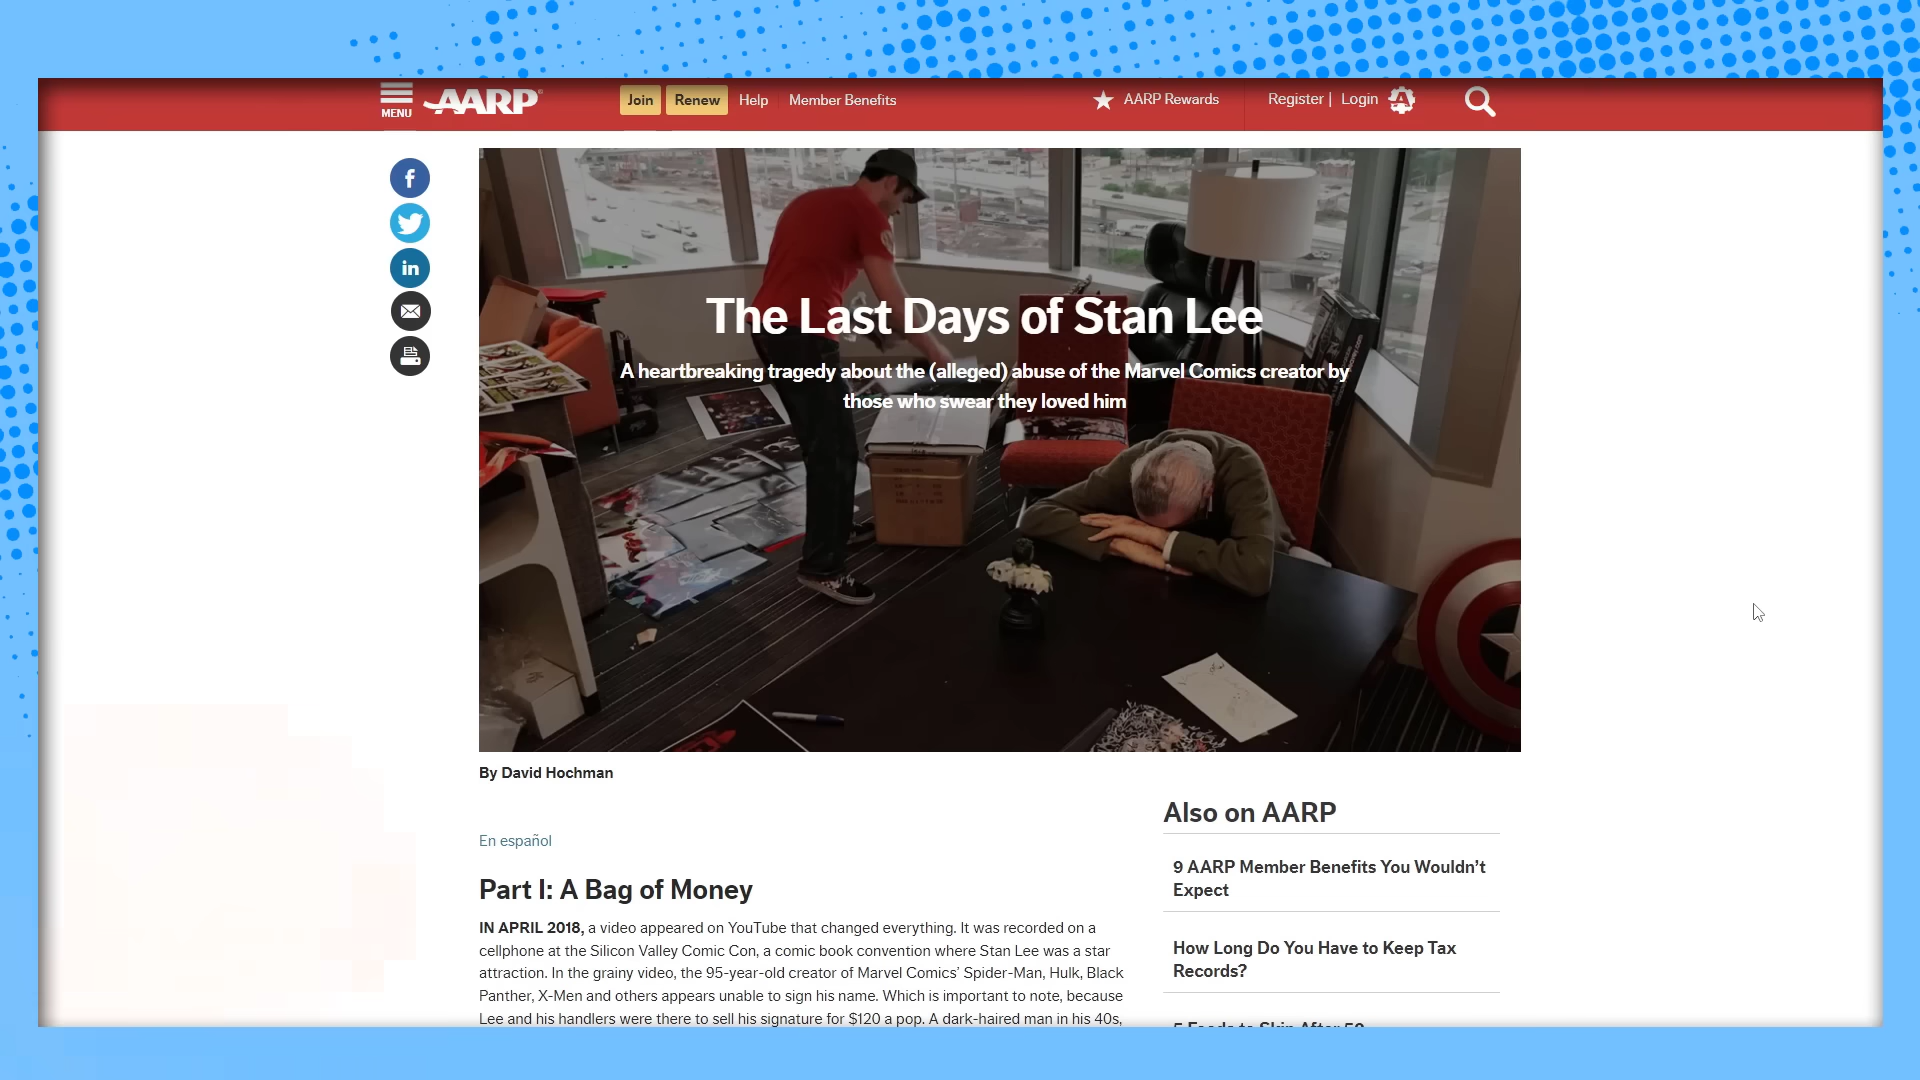 MENU
AARP
Join
Renew
Help
Member Benefits
AARP Rewards
Register |
Login
The Last Days of Stan Lee
A heartbreaking tragedy about the (alleged) abuse of the Marvel Comics creator by
those who swear they loved him
By David Hochman
En español
Part I: A Bag of Money
IN APRIL 2018, a video appeared on YouTube that changed everything. It was recorded on a
cellphone at the Silicon Valley Comic Con, a comic book convention where Stan Lee was a star
attraction. In the grainy video, the 95-year-old creator of Marvel Comics’ Spider-Man, Hulk, Black
Panther, X-Men and others appears unable to sign his name. Which is important to note, because
Lee and his handlers were there to sell his signature for $120 a pop. A dark-haired man in his 40s,
Also on AARP
9 AARP Member Benefits You Wouldn’t
Expect
How Long Do You Have to Keep Tax
Records?
5 Foods to Skip After 50